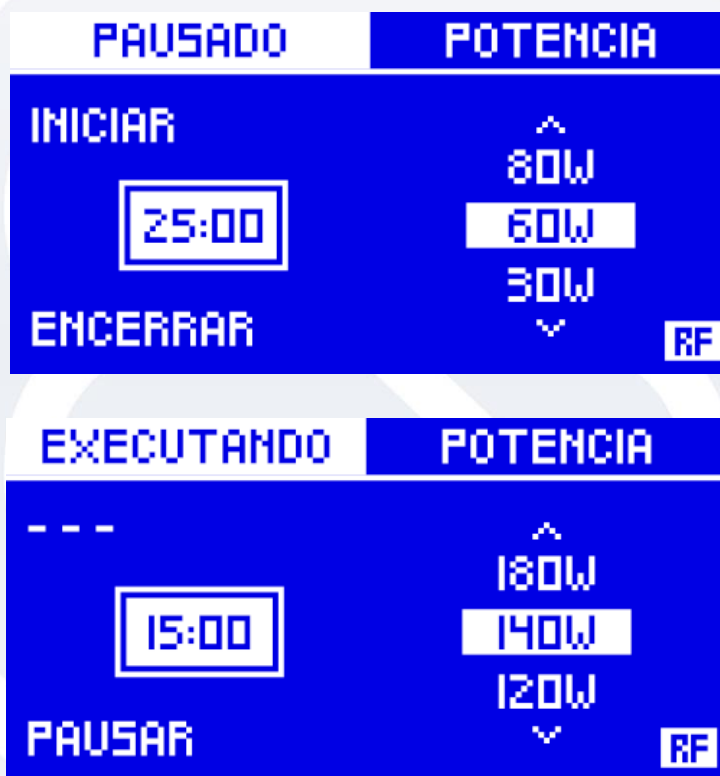 PAUSADO POTENCIA
INICIAR
80W
25:00 60W
30W
ENCERRAR
RF
EXECUTANDO POTENCIA
---
180W
15:00 140W
120W
PAUSAR
RF